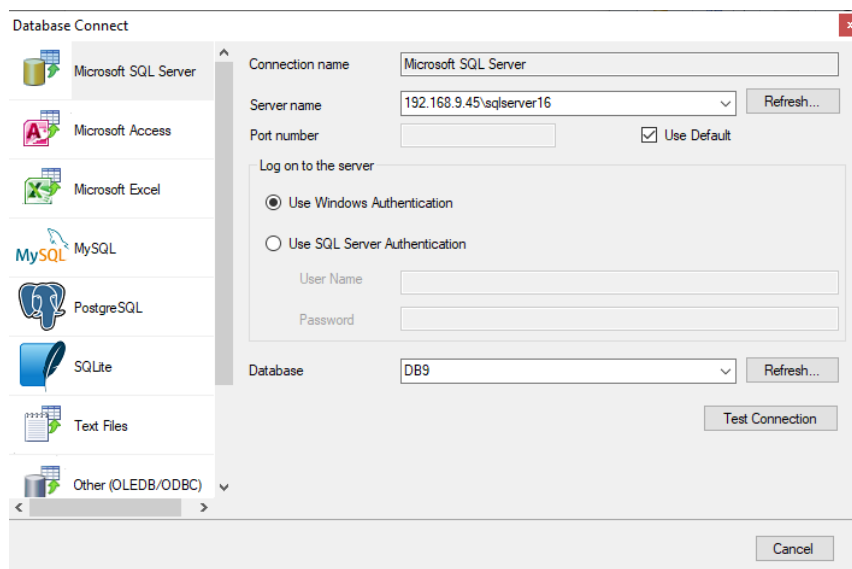 Database Connect
Microsoft SQL Server
Microsoft Access
Microsoft Excel
MySQL MySQL
PostgreSQL
SQLite
Text Files
Other (OLEDB/ODBC)
Connection name Microsoft SQL Server
Server name 192.168.9.45\sqlserver16 Refresh...
Port number Use Default
Log on to the server
Use Windows Authentication
Use SQL Server Authentication
User Name
Password
Database DB9 Refresh...
Test Connection
Cancel